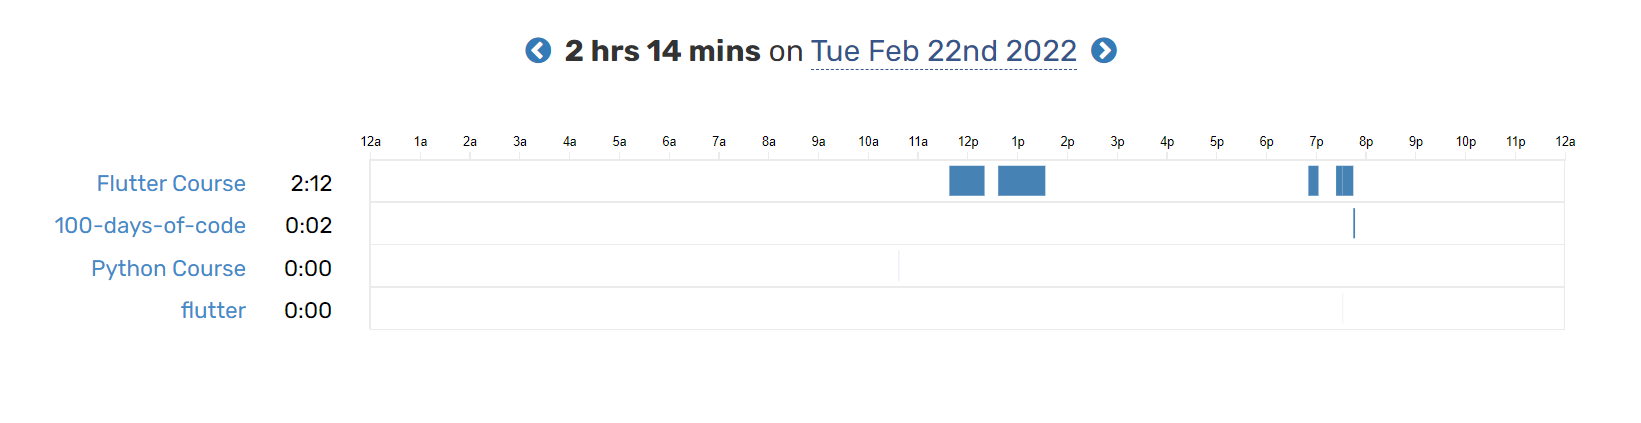 2 hrs 14 mins on Tue Feb 22nd 2022
12a 1a 2a 3a 4a 5a 6a 7a 8a 9a 10a 11a 12p 1p 2p 3p 4p 5p 6p 7p 8p 9p 10p 11p 12a
Flutter Course 2:12
100-days-of-code 0:02
Python Course 0:00
flutter 0:00